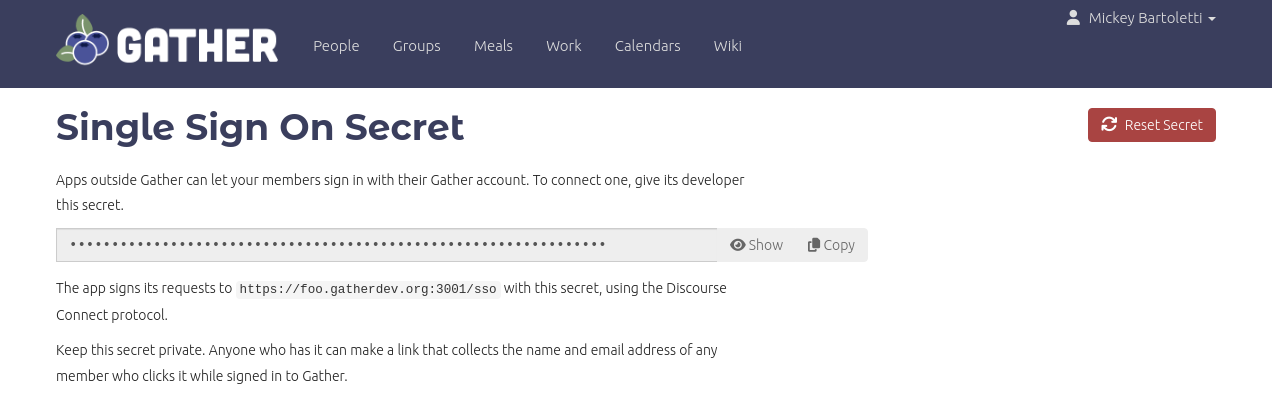 GATHER
People Groups Meals Work Calendars Wiki
Mickey Bartoletti
Single Sign On Secret
Reset Secret
Apps outside Gather can let your members sign in with their Gather account. To connect one, give its developer
this secret.
••••••••••••••••••••••••••••••••••••••••••••••••••••••••••••••••
Show Copy
The app signs its requests to https://foo.gatherdev.org:3001/sso with this secret, using the Discourse
Connect protocol.
Keep this secret private. Anyone who has it can make a link that collects the name and email address of any
member who clicks it while signed in to Gather.